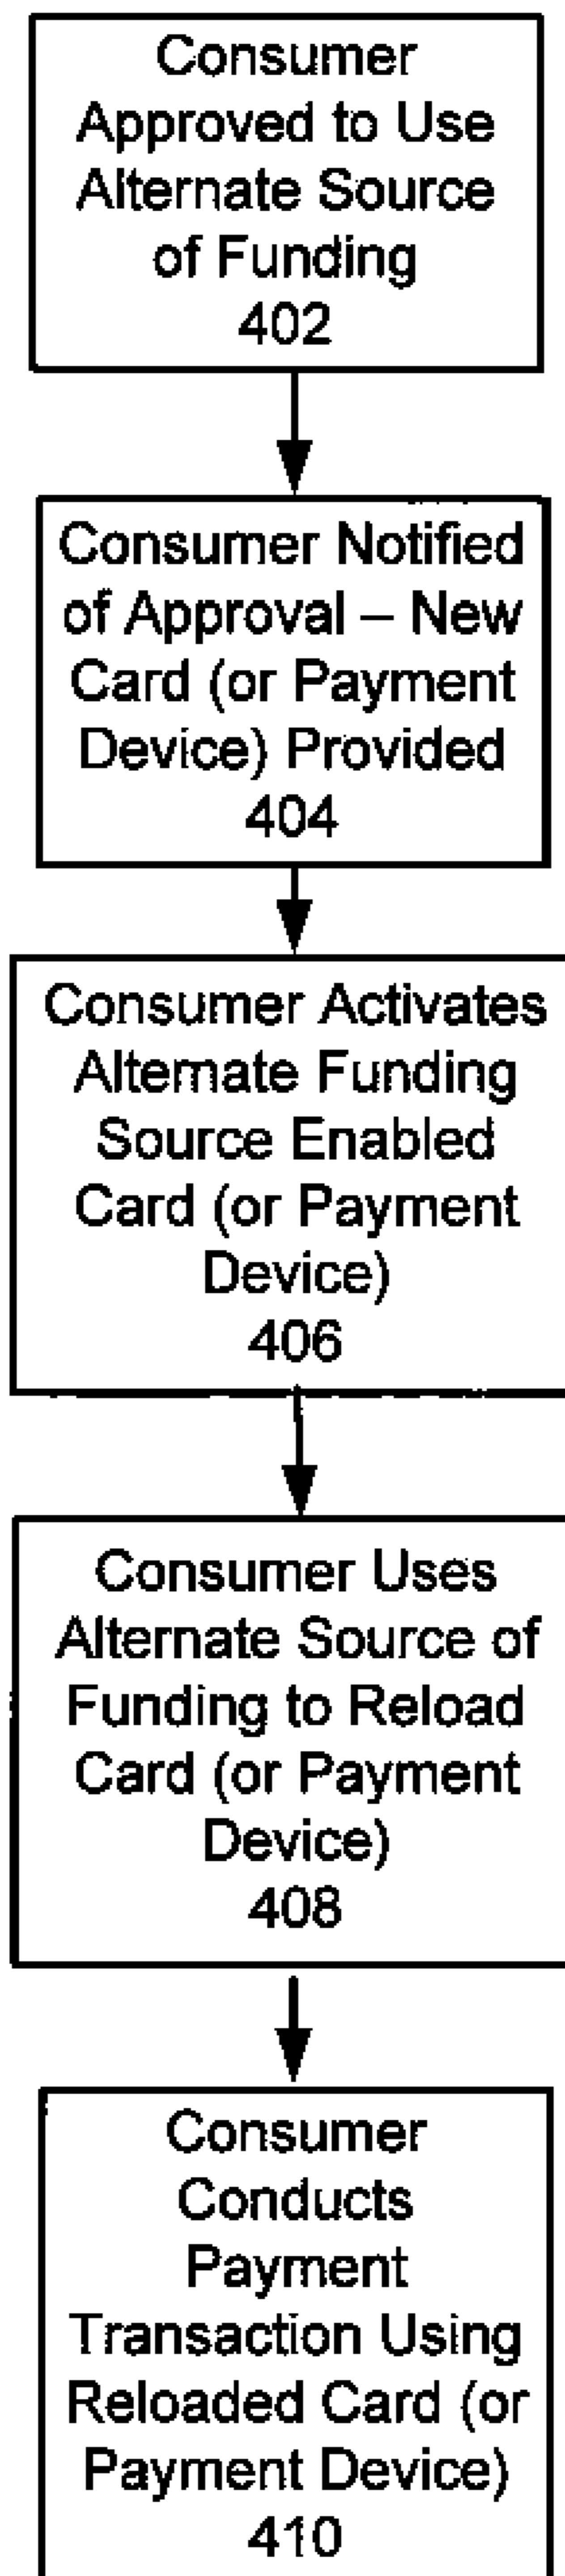 Consumer
Approved to Use
Alternate Source
of Funding
402
Consumer Notified
of Approval – New
Card (or Payment
Device) Provided
404
Consumer Activates
Alternate Funding
Source Enabled
Card (or Payment
Device)
406
Consumer Uses
Alternate Source of
Funding to Reload
Card (or Payment
Device)
408
Consumer
Conducts
Payment
Transaction Using
Reloaded Card (or
Payment Device)
410